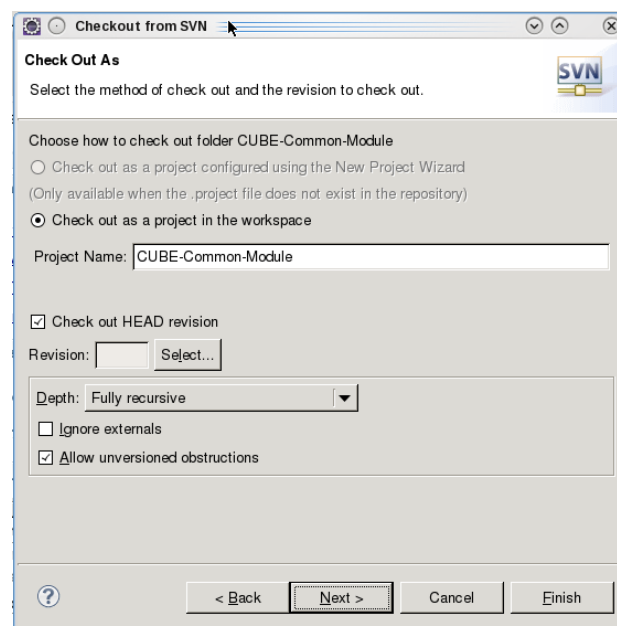 Checkout from SVN
Check Out As
SVN
Select the method of check out and the revision to check out.
Choose how to check out folder CUBE-Common-Module
Check out as a project configured using the New Project Wizard
(Only available when the .project file does not exist in the repository)
Check out as a project in the workspace
Project Name: CUBE-Common-Module
Check out HEAD revision
Revision: Select...
Depth: Fully recursive
Ignore externals
Allow unversioned obstructions
? < Back Next > Cancel Finish